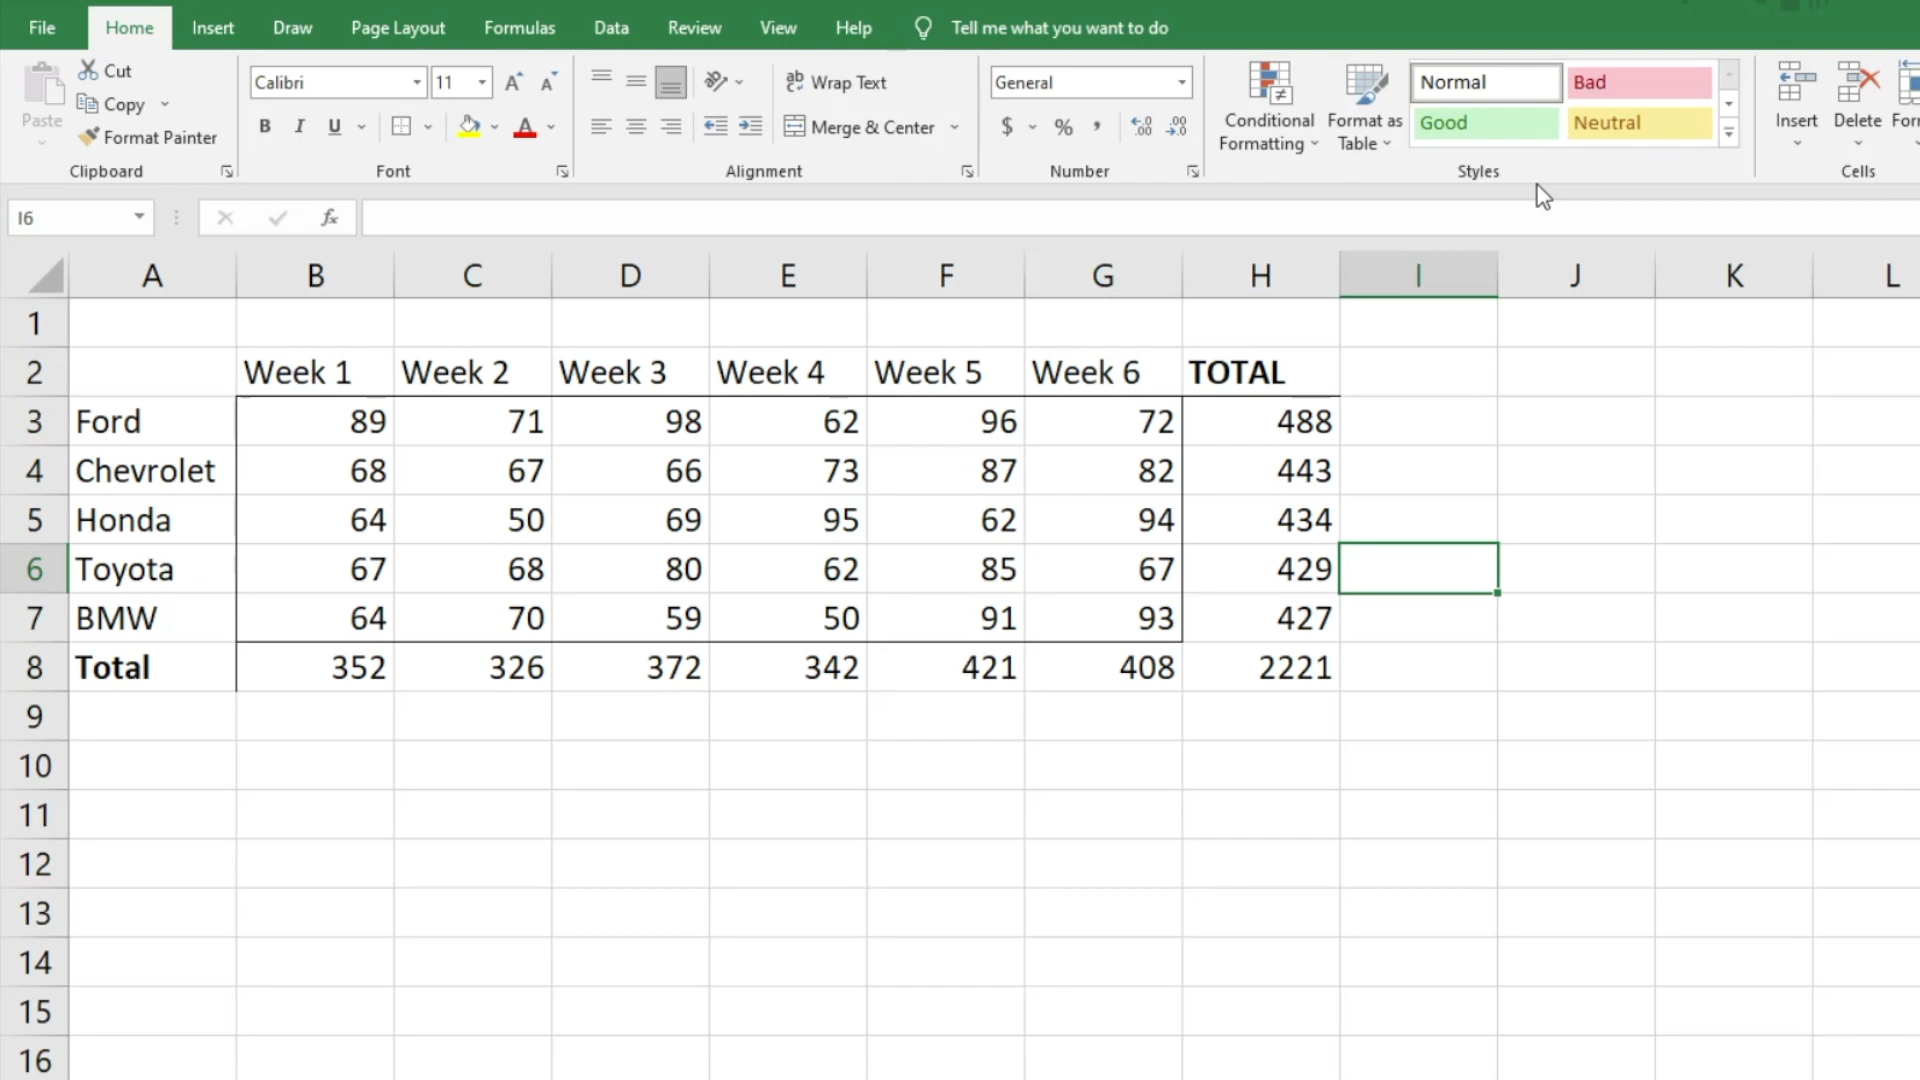 File Home Insert Draw Page Layout Formulas Data Review View Help Tell me what you want to do
Paste Cut Copy Format Painter
Clipboard
Calibri 11 A A
B I U A
Font
ab Wrap Text
Merge & Center
Alignment
General
$ % , .00 .00
Number
Conditional Formatting Format as Table
Normal Bad
Good Neutral
Styles
Insert Delete
Cells
I6 fx
A B C D E F G H I J K L
1
2 Week 1 Week 2 Week 3 Week 4 Week 5 Week 6 TOTAL
3 Ford 89 71 98 62 96 72 488
4 Chevrolet 68 67 66 73 87 82 443
5 Honda 64 50 69 95 62 94 434
6 Toyota 67 68 80 62 85 67 429
7 BMW 64 70 59 50 91 93 427
8 Total 352 326 372 342 421 408 2221
9
10
11
12
13
14
15
16